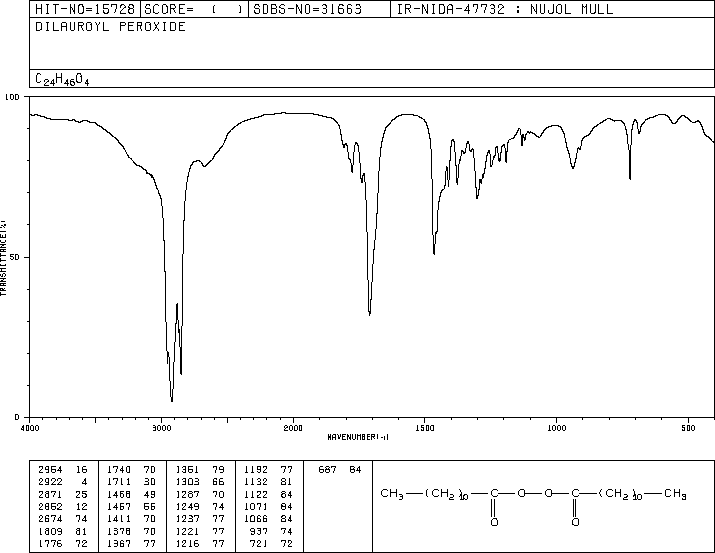 HIT-NO=15728 SCORE= ( ) SDBS-NO=31663 IR-NIDA-47732 : NUJOL MULL
DILAUROYL PEROXIDE
C24H46O4
100
50
0
TRANSMITTANCE(%)
4000 3000 2000 1500 1000 500
WAVENUMBER(-1)
2954 16 1740 70 1351 79 1192 77 687 84
2922 4 1711 30 1303 66 1132 81
2871 25 1468 49 1287 70 1122 84
2852 12 1457 55 1249 74 1071 84
2674 74 1411 70 1237 77 1066 84
1809 81 1378 70 1221 77 937 74
1776 72 1367 77 1216 77 721 72
CH3—(CH2)10—C—O—O—C—(CH2)10—CH3
O O